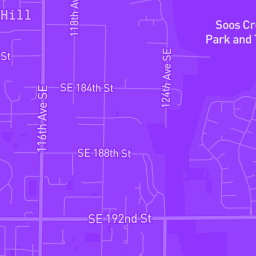 118th Ave
Hill
Soos Cr
Park and T
St
SE 184th St
124th Ave SE
116th Ave SE
SE 188th St
SE 192nd St